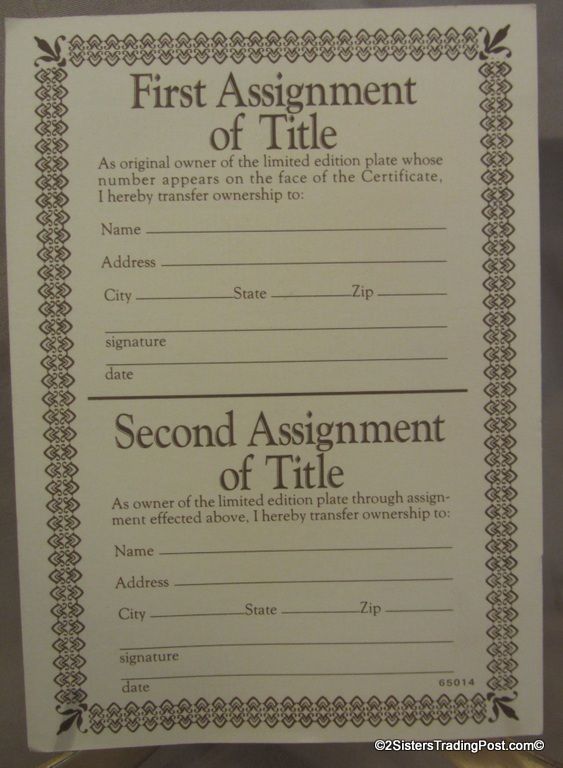 First Assignment
of Title
As original owner of the limited edition plate whose
number appears on the face of the Certificate,
I hereby transfer ownership to:
Name
Address
City State Zip
signature
date
Second Assignment
of Title
As owner of the limited edition plate through assign-
ment effected above, I hereby transfer ownership to:
Name
Address
City State Zip
signature
date
65014
©2SistersTradingPost.com©